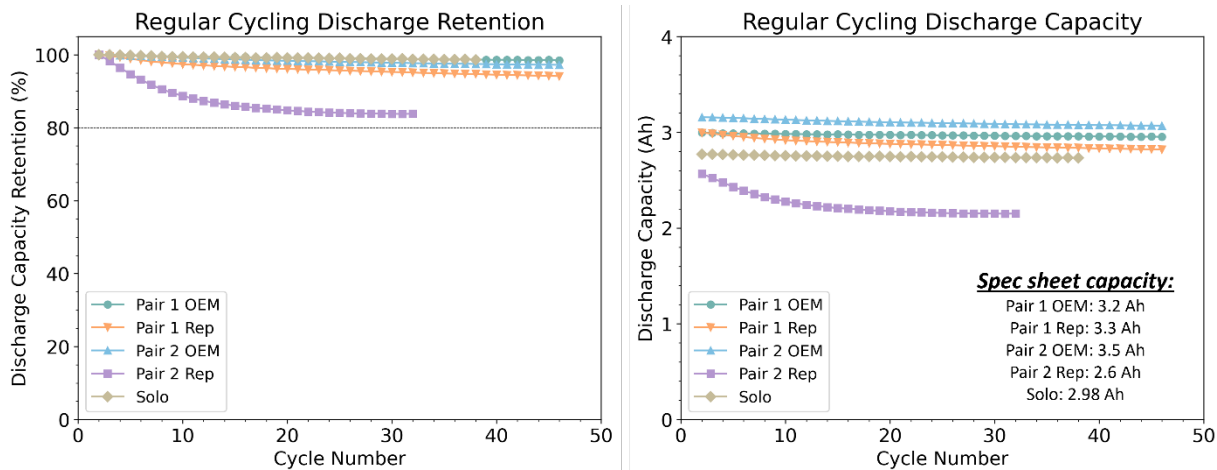 Regular Cycling Discharge Retention
Discharge Capacity Retention (%)
100
80
60
40
20
0
0 10 20 30 40 50
Cycle Number
Pair 1 OEM
Pair 1 Rep
Pair 2 OEM
Pair 2 Rep
Solo
Regular Cycling Discharge Capacity
Discharge Capacity (Ah)
4
3
2
1
0
0 10 20 30 40 50
Cycle Number
Pair 1 OEM
Pair 1 Rep
Pair 2 OEM
Pair 2 Rep
Solo
Spec sheet capacity:
Pair 1 OEM: 3.2 Ah
Pair 1 Rep: 3.3 Ah
Pair 2 OEM: 3.5 Ah
Pair 2 Rep: 2.6 Ah
Solo: 2.98 Ah